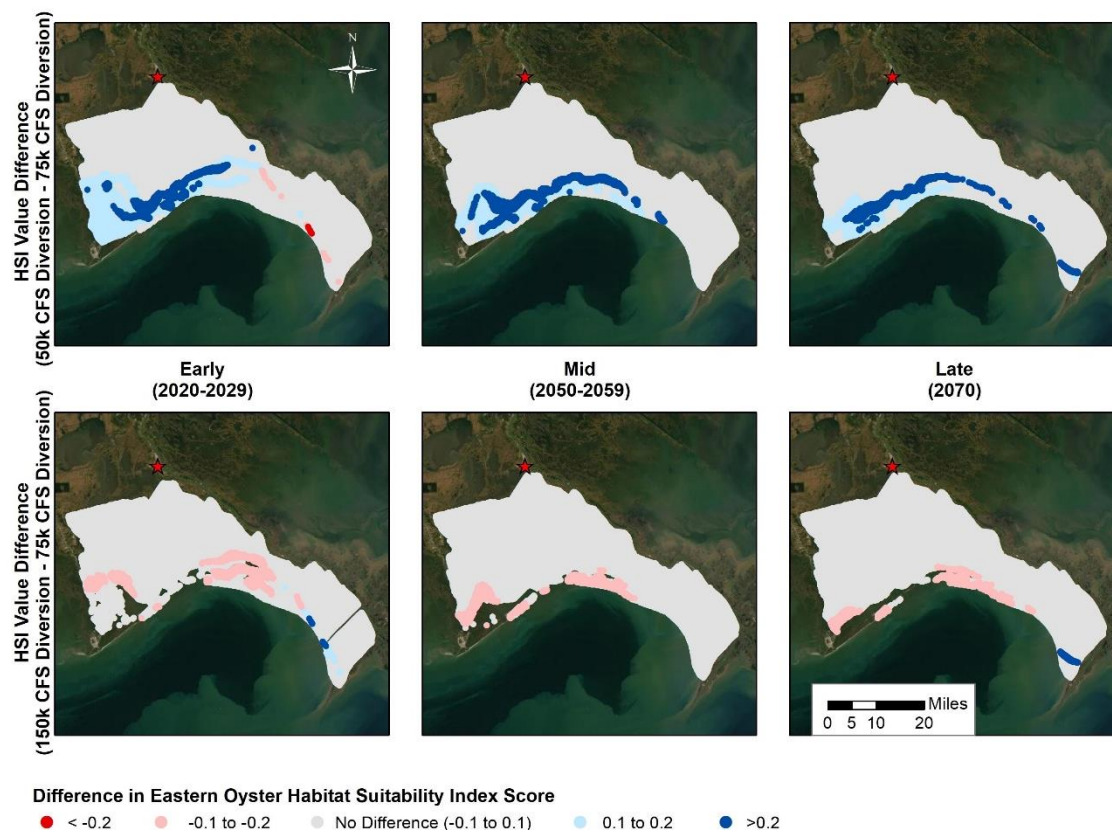 N
HSI Value Difference
(50k CFS Diversion - 75k CFS Diversion)
Early
(2020-2029)
Mid
(2050-2059)
Late
(2070)
HSI Value Difference
(150k CFS Diversion - 75k CFS Diversion)
Miles
0 5 10 20
Difference in Eastern Oyster Habitat Suitability Index Score
< -0.2
-0.1 to -0.2
No Difference (-0.1 to 0.1)
0.1 to 0.2
>0.2